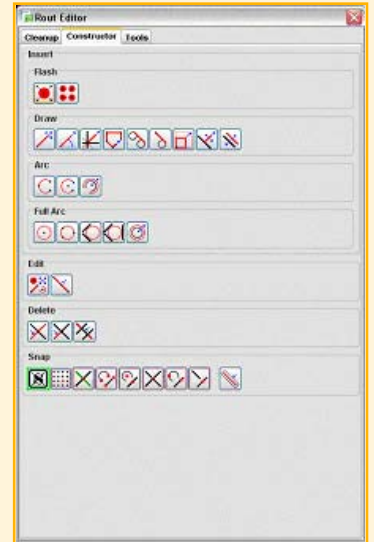 Rout Editor
Cleanup Constructor Tools
Insert
Flash
Draw
Arc
Full Arc
Edit
Delete
Snap